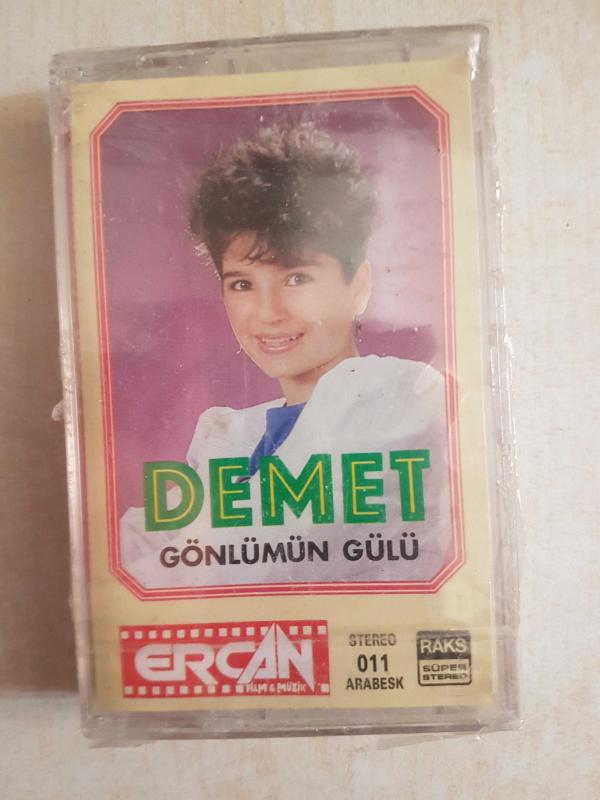 DEMET
GÖNLÜMÜN GÜLÜ
ERCAN
FİLM & MÜZİK
STEREO
011
ARABESK
RAKS
SÜPER
STEREO